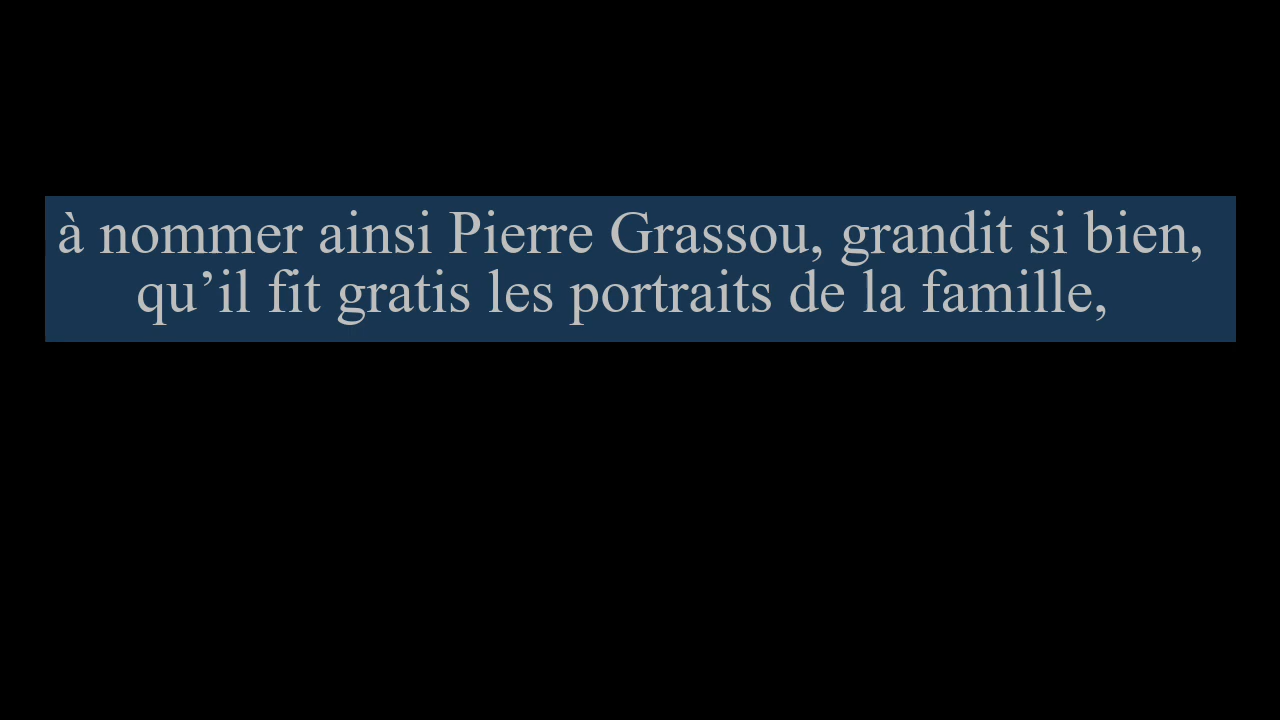 à nommer ainsi Pierre Grassou, grandit si bien,
qu’il fit gratis les portraits de la famille,